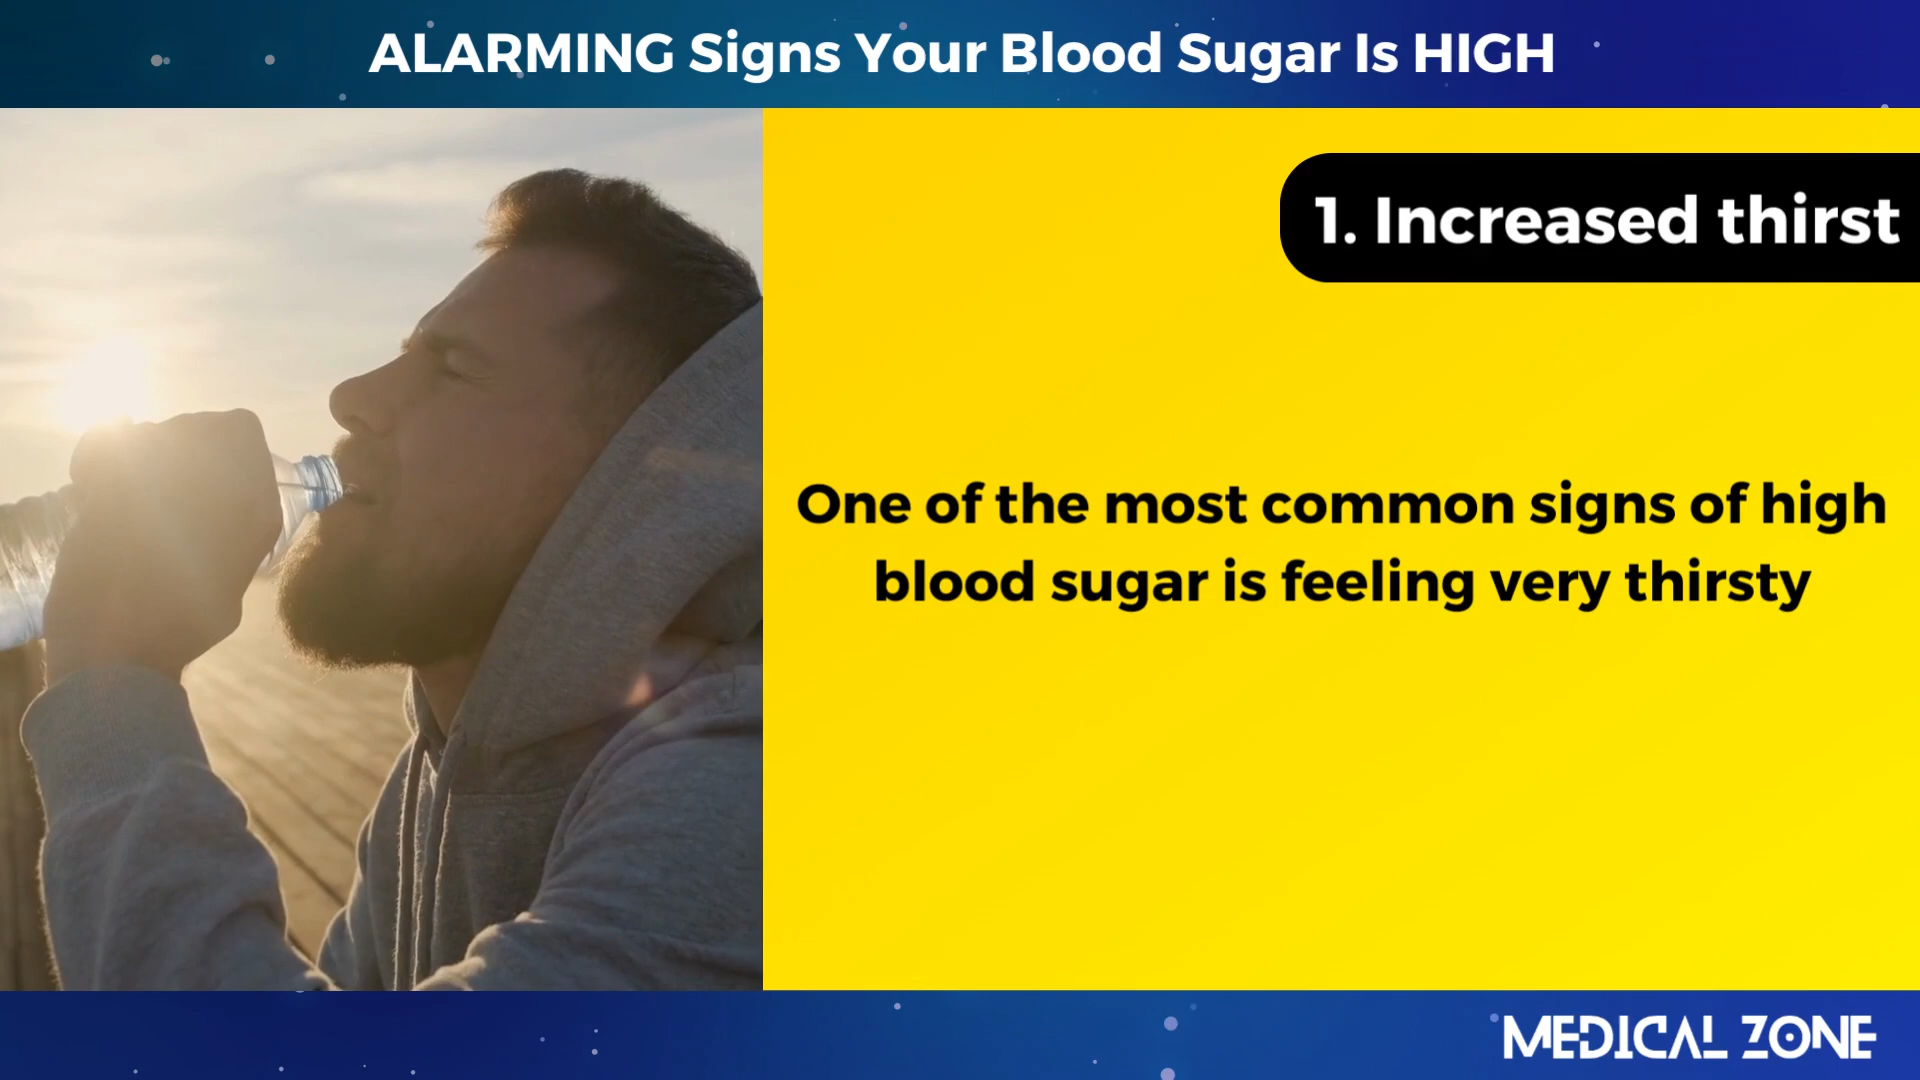 ALARMING Signs Your Blood Sugar Is HIGH
1. Increased thirst
One of the most common signs of high
blood sugar is feeling very thirsty
MEDICAL ZONE